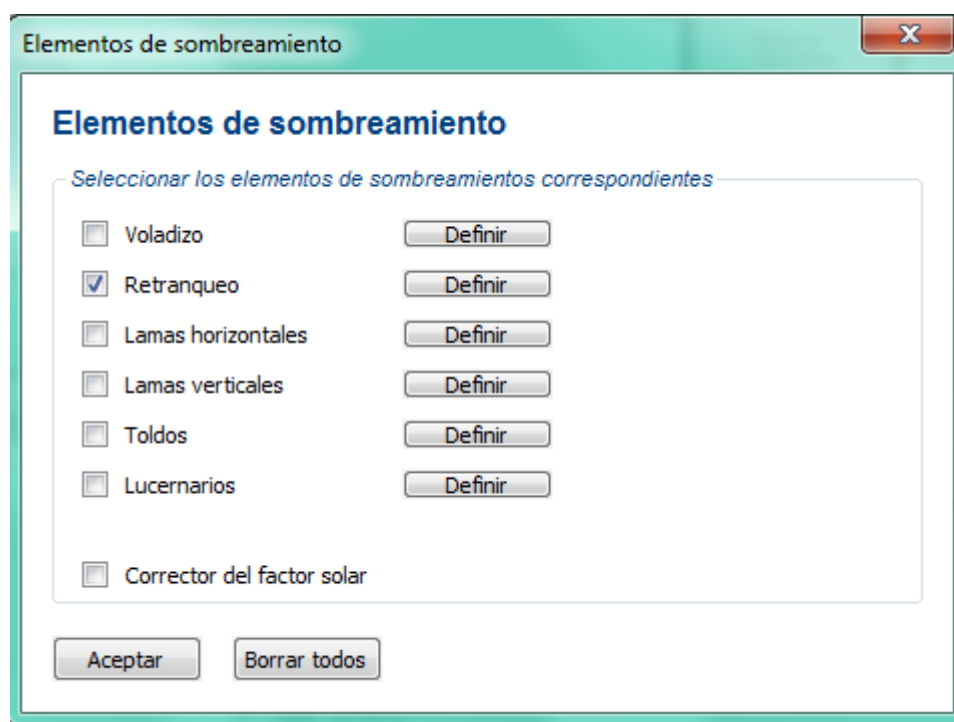 Elementos de sombreamiento
Elementos de sombreamiento
Seleccionar los elementos de sombreamientos correspondientes
Voladizo Definir
Retranqueo Definir
Lamas horizontales Definir
Lamas verticales Definir
Toldos Definir
Lucernarios Definir
Corrector del factor solar
Aceptar Borrar todos